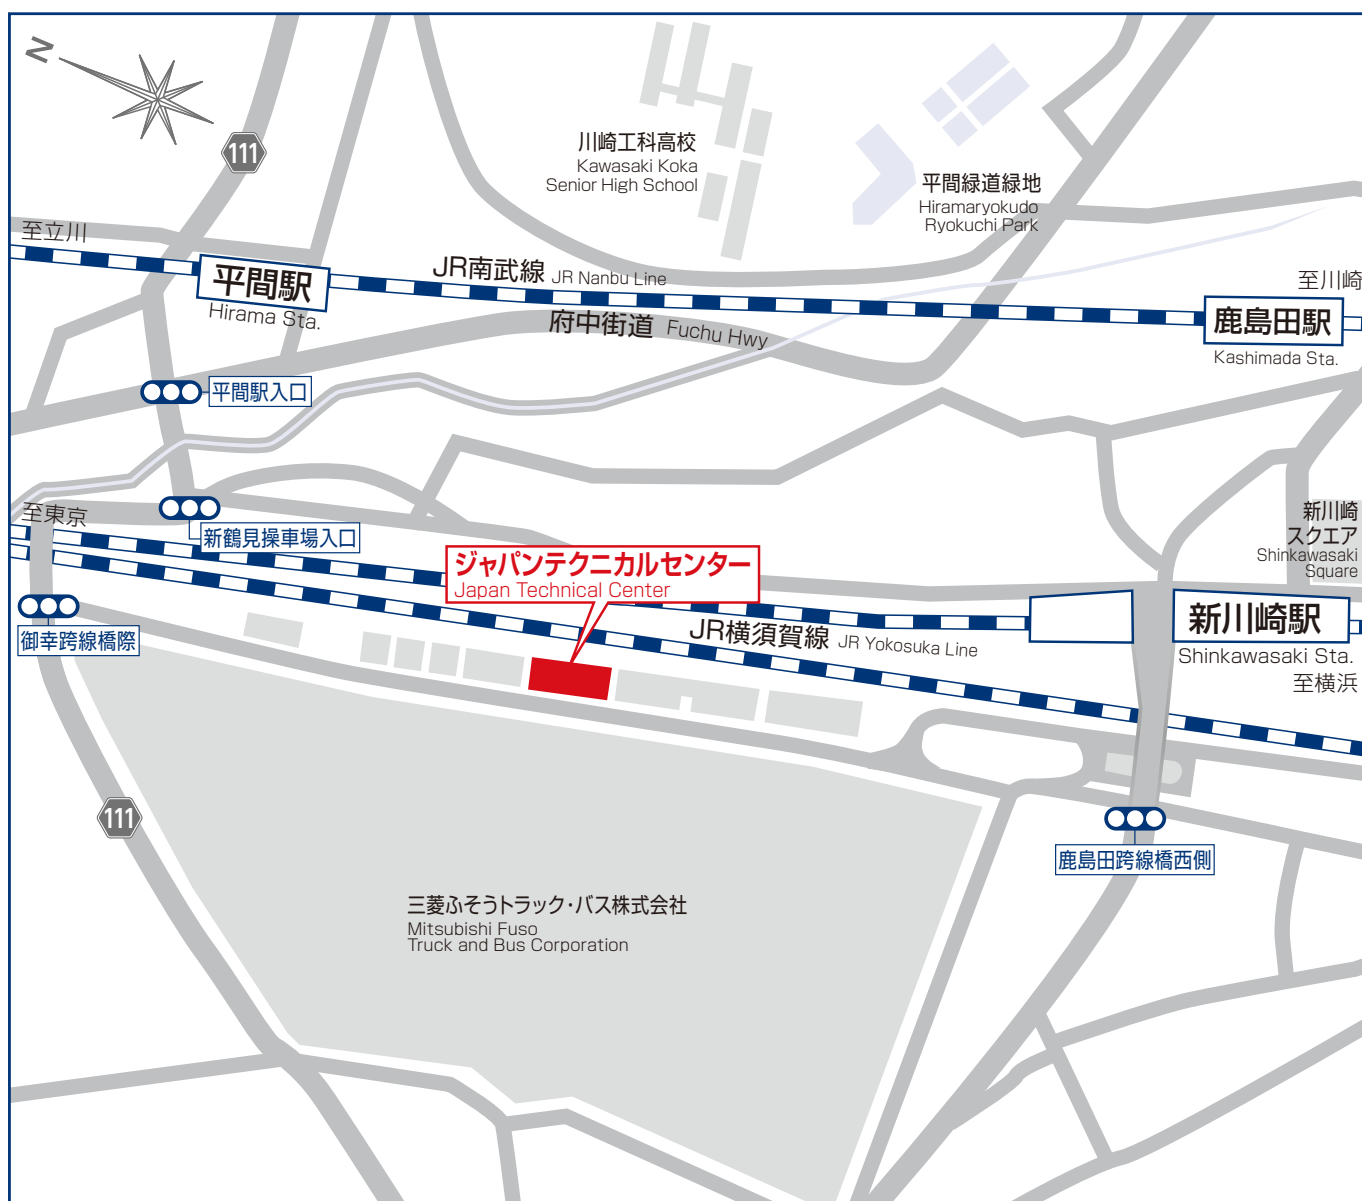 N
111
川崎工科高校
Kawasaki Koka
Senior High School
平間緑道緑地
Hiramaryokudo
Ryokuchi Park
至立川
平間駅
Hirama Sta.
JR南武線 JR Nanbu Line
至川崎
鹿島田駅
Kashimada Sta.
府中街道 Fuchu Hwy
平間駅入口
至東京
新鶴見操車場入口
新川崎
スクエア
Shinkawasaki
Square
ジャパンテクニカルセンター
Japan Technical Center
御幸跨線橋際
JR横須賀線 JR Yokosuka Line
新川崎駅
Shinkawasaki Sta.
至横浜
111
鹿島田跨線橋西側
三菱ふそうトラック・バス株式会社
Mitsubishi Fuso
Truck and Bus Corporation